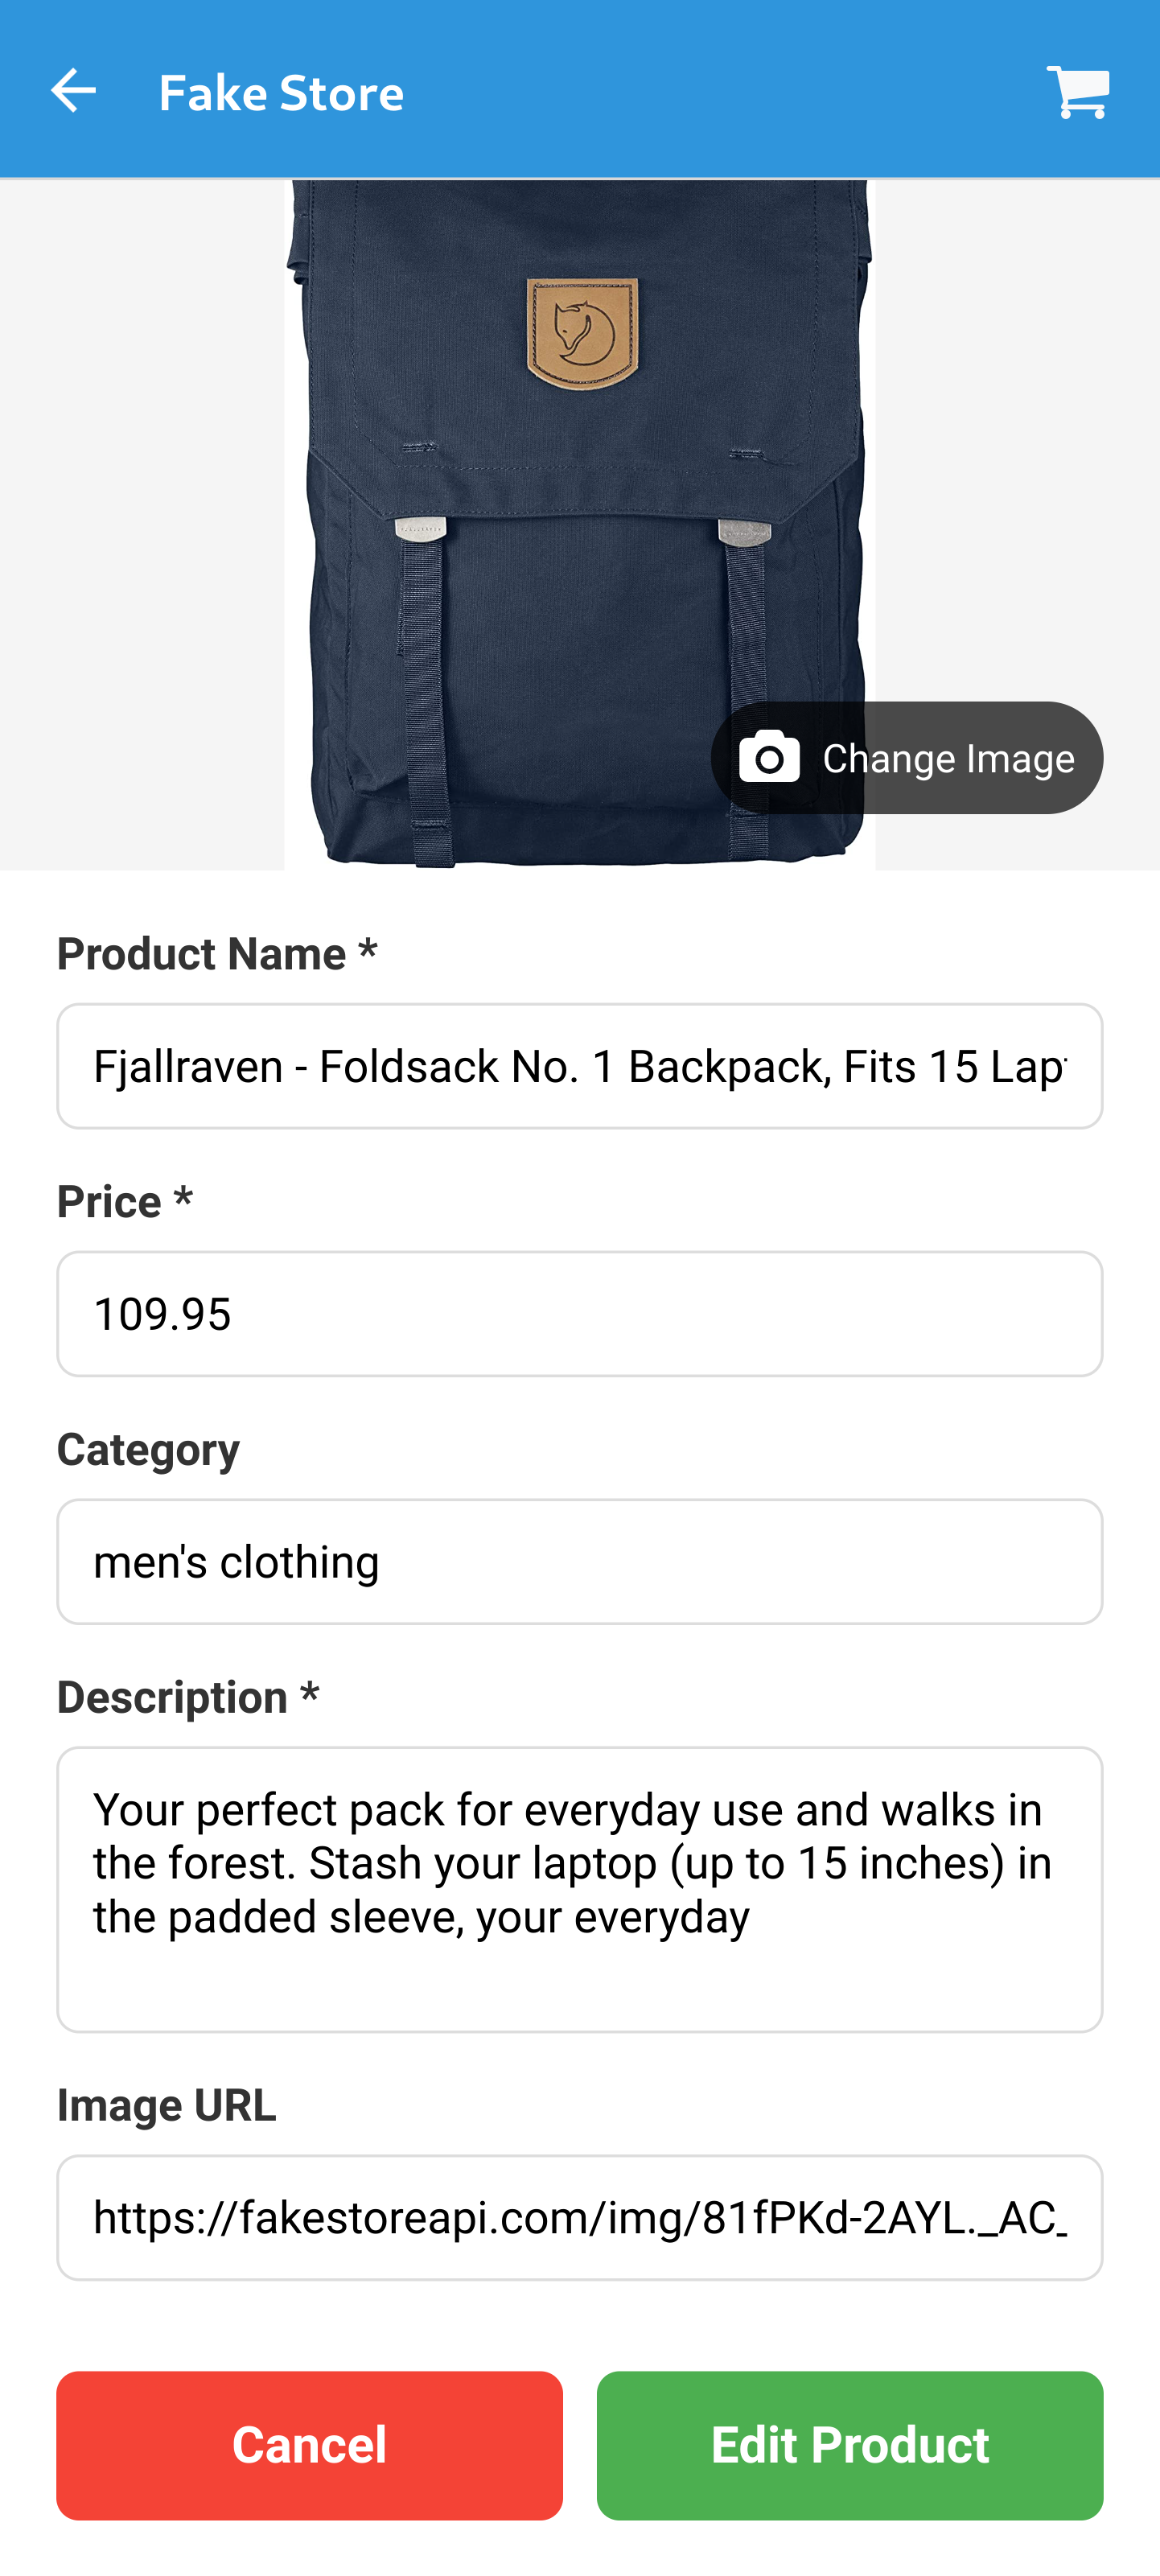 Fake Store
Change Image
Product Name *
Fjallraven - Foldsack No. 1 Backpack, Fits 15 Lap
Price *
109.95
Category
men's clothing
Description *
Your perfect pack for everyday use and walks in
the forest. Stash your laptop (up to 15 inches) in
the padded sleeve, your everyday
Image URL
https://fakestoreapi.com/img/81fPKd-2AYL._AC_
Cancel
Edit Product